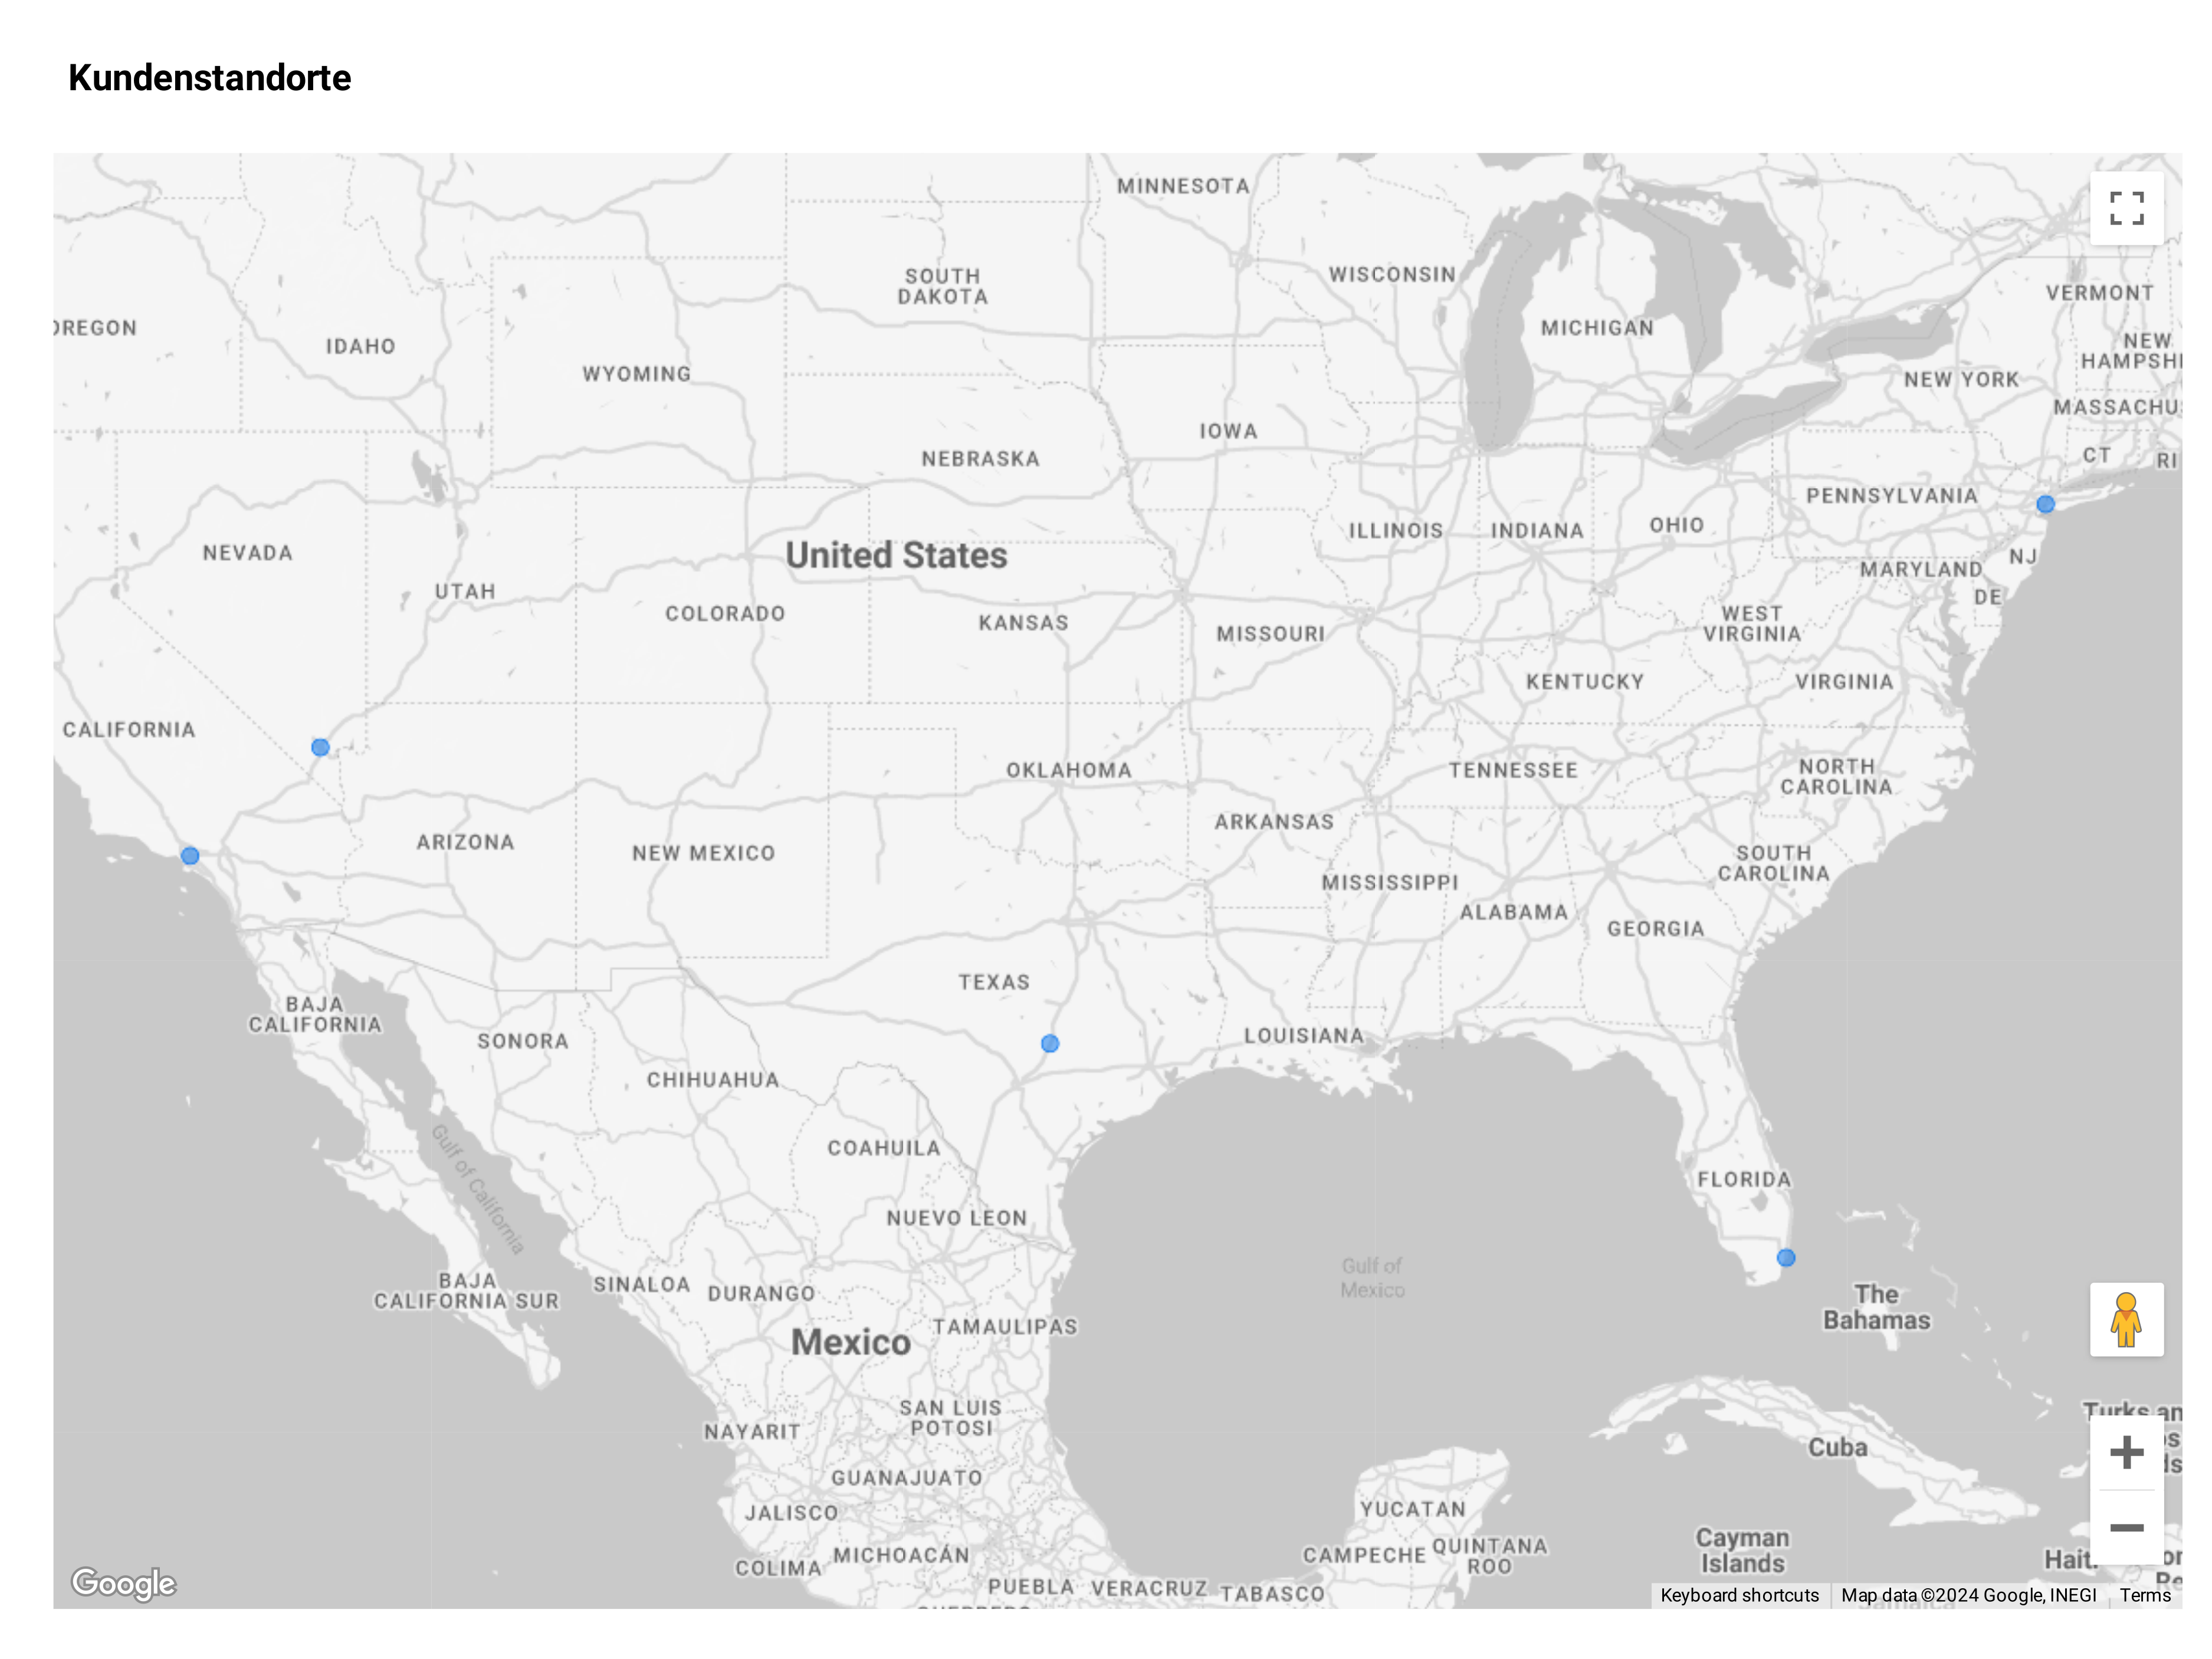 Kundenstandorte
MINNESOTA
SOUTH
DAKOTA
WISCONSIN
VERMONT
OREGON
IDAHO
MICHIGAN
NEW
HAMPSHI
WYOMING
NEW YORK
MASSACHU
IOWA
NEBRASKA
CT
RI
PENNSYLVANIA
NEVADA
United States
ILLINOIS
INDIANA
OHIO
NJ
UTAH
MARYLAND
DE
COLORADO
KANSAS
MISSOURI
WEST
VIRGINIA
KENTUCKY
VIRGINIA
CALIFORNIA
OKLAHOMA
TENNESSEE
NORTH
CAROLINA
ARKANSAS
ARIZONA
NEW MEXICO
SOUTH
CAROLINA
MISSISSIPPI
ALABAMA
GEORGIA
TEXAS
BAJA
CALIFORNIA
SONORA
LOUISIANA
CHIHUAHUA
Gulf of California
COAHUILA
FLORIDA
NUEVO LEON
Gulf of
Mexico
BAJA
CALIFORNIA SUR
SINALOA
DURANGO
The
Bahamas
Mexico
TAMAULIPAS
SAN LUIS
POTOSI
NAYARIT
Turks an
Cuba
GUANAJUATO
JALISCO
YUCATAN
Cayman
Islands
QUINTANA
ROO
CAMPECHE
MICHOACÁN
COLIMA
Haiti
PUEBLA
VERACRUZ
TABASCO
Google
Keyboard shortcuts
Map data ©2024 Google, INEGI
Terms